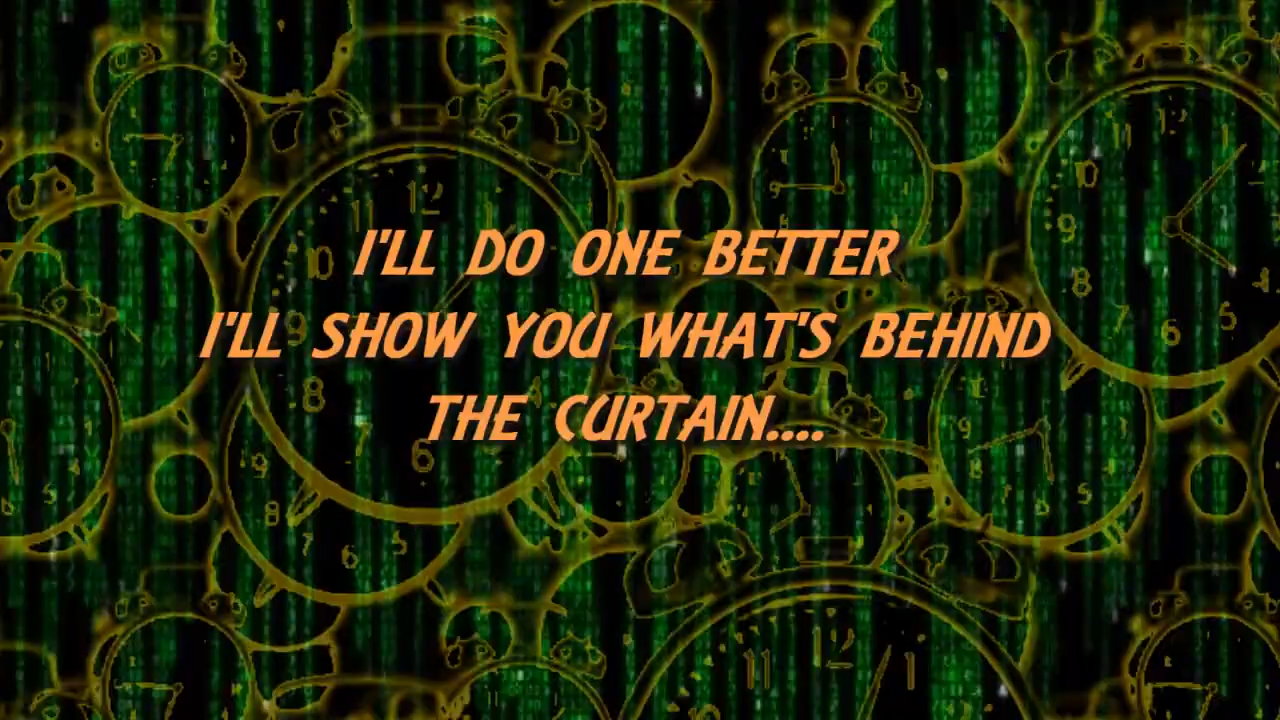 I'LL DO ONE BETTER
I'LL SHOW YOU WHAT'S BEHIND
THE CURTAIN....